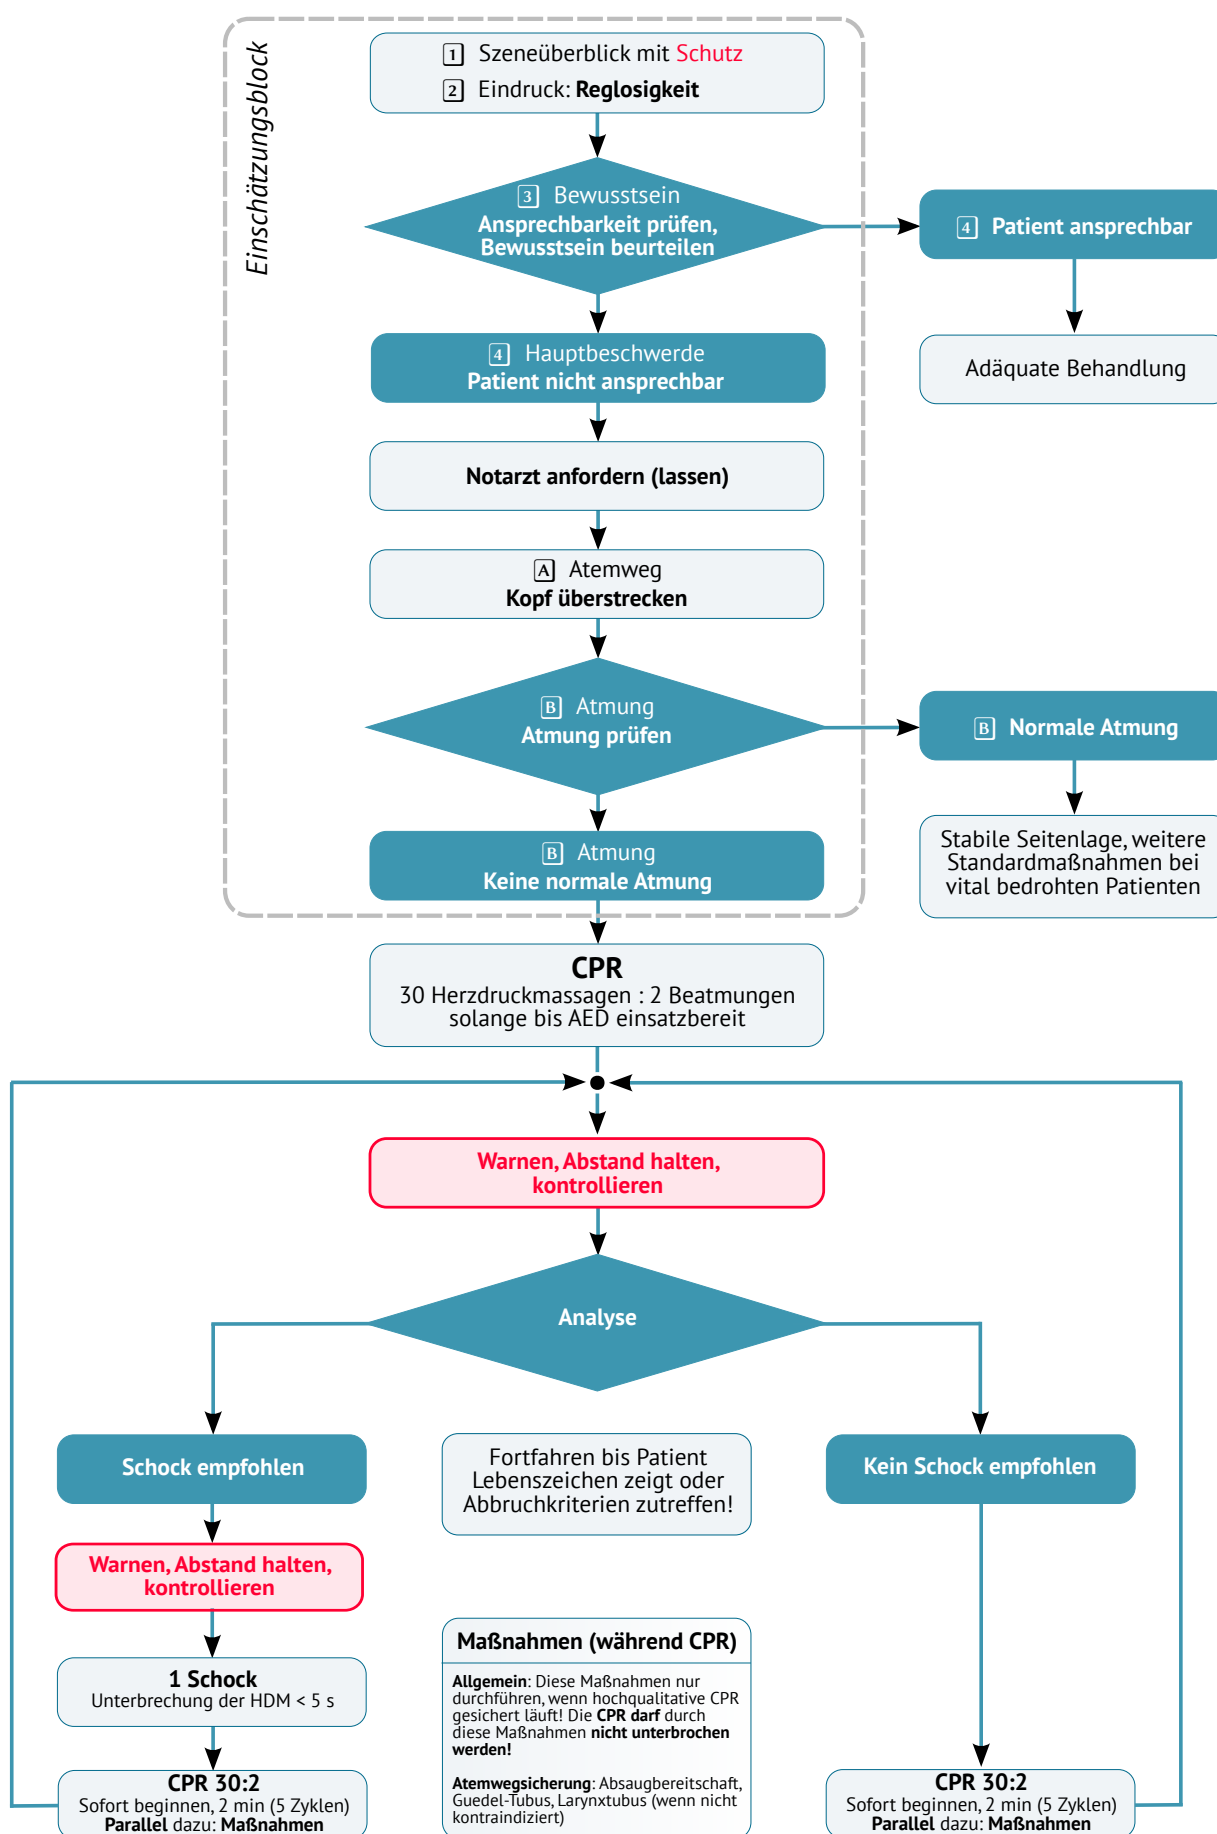 Einschätzungsblock
1 Szeneüberblick mit Schutz
2 Eindruck: Reglosigkeit
3 Bewusstsein
Ansprechbarkeit prüfen,
Bewusstsein beurteilen
4 Patient ansprechbar
Adäquate Behandlung
4 Hauptbeschwerde
Patient nicht ansprechbar
Notarzt anfordern (lassen)
A Atemweg
Kopf überstrecken
B Atmung
Atmung prüfen
B Normale Atmung
Stabile Seitenlage, weitere
Standardmaßnahmen bei
vital bedrohten Patienten
B Atmung
Keine normale Atmung
CPR
30 Herzdruckmassagen : 2 Beatmungen
solange bis AED einsatzbereit
Warnen, Abstand halten,
kontrollieren
Analyse
Schock empfohlen
Warnen, Abstand halten,
kontrollieren
1 Schock
Unterbrechung der HDM < 5 s
CPR 30:2
Sofort beginnen, 2 min (5 Zyklen)
Parallel dazu: Maßnahmen
Fortfahren bis Patient
Lebenszeichen zeigt oder
Abbruchkriterien zutreffen!
Maßnahmen (während CPR)
Allgemein: Diese Maßnahmen nur
durchführen, wenn hochqualitative CPR
gesichert läuft! Die CPR darf durch
diese Maßnahmen nicht unterbrochen
werden!
Atemwegsicherung: Absaugbereitschaft,
Guedel-Tubus, Larynxtubus (wenn nicht
kontraindiziert)
Kein Schock empfohlen
CPR 30:2
Sofort beginnen, 2 min (5 Zyklen)
Parallel dazu: Maßnahmen